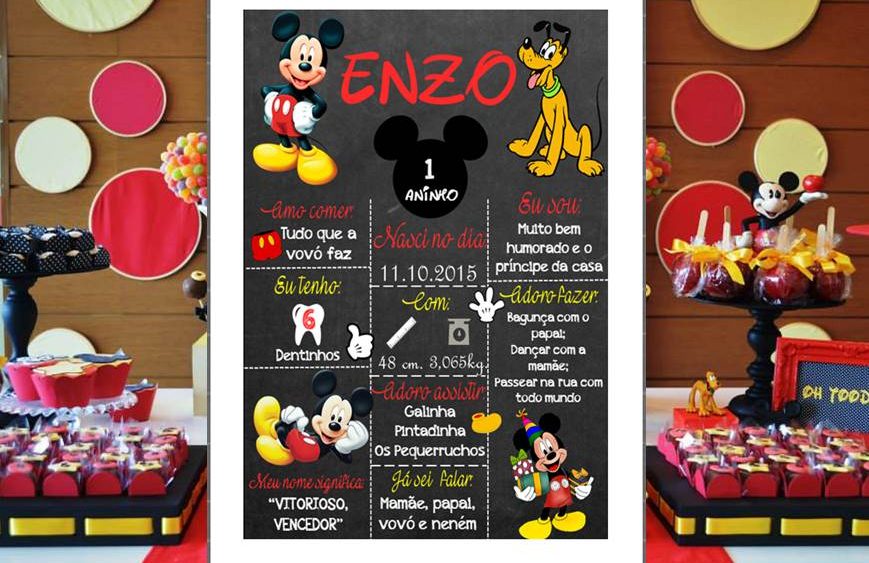 ENZO
1
ANINHO
Amo comer:
Tudo que a
vovó faz
Nasci no dia:
11.10.2015
Eu sou:
Muito bem
humorado e o
príncipe da casa
Eu Tenho:
6
Dentinhos
Com:
48 cm. 3,065kg
Adoro fazer:
Bagunça com o
papai;
Dançar com a
mamãe;
Passear na rua com
todo mundo
Adoro assistir:
Galinha
Pintadinha
Os Pequerruchos
Meu nome significa:
"VITORIOSO,
VENCEDOR"
Já sei falar:
Mamãe, papai,
vovó e neném
OH TOOD